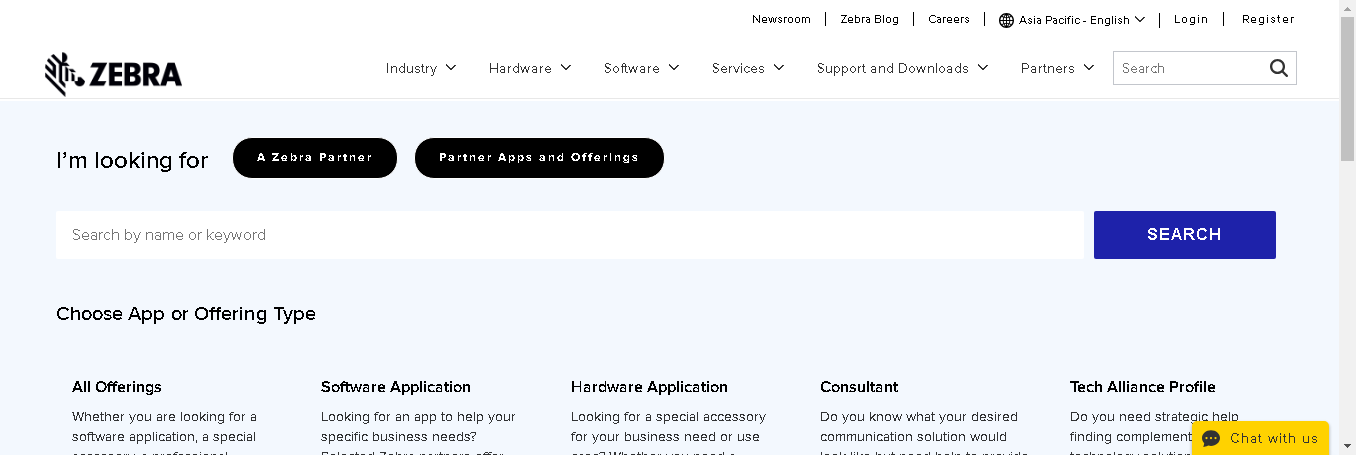 Newsroom Zebra Blog Careers Asia Pacific - English Login Register
ZEBRA Industry Hardware Software Services Support and Downloads Partners Search
I'm looking for A Zebra Partner Partner Apps and Offerings
Search by name or keyword SEARCH
Choose App or Offering Type
All Offerings Software Application Hardware Application Consultant Tech Alliance Profile
Whether you are looking for a Looking for an app to help your Looking for a special accessory Do you know what your desired Do you need strategic help
software application, a special specific business needs? for your business need or use communication solution would finding complement
Chat with us